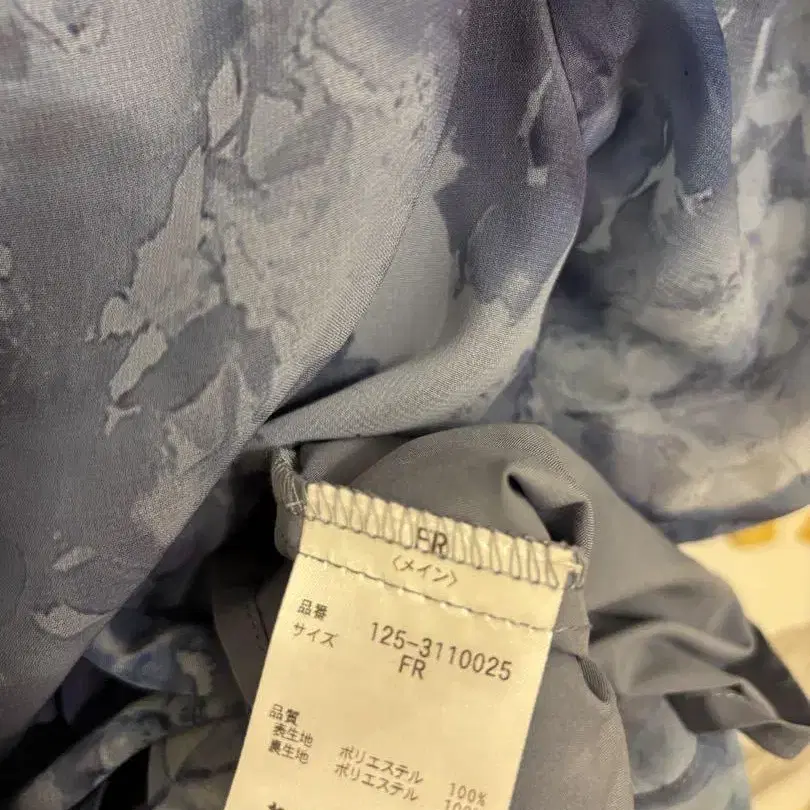 FR
〈メイン〉
品番 125-3110025
サイズ FR
品質
表生地 ポリエステル 100%
裏生地 ポリエステル 100%